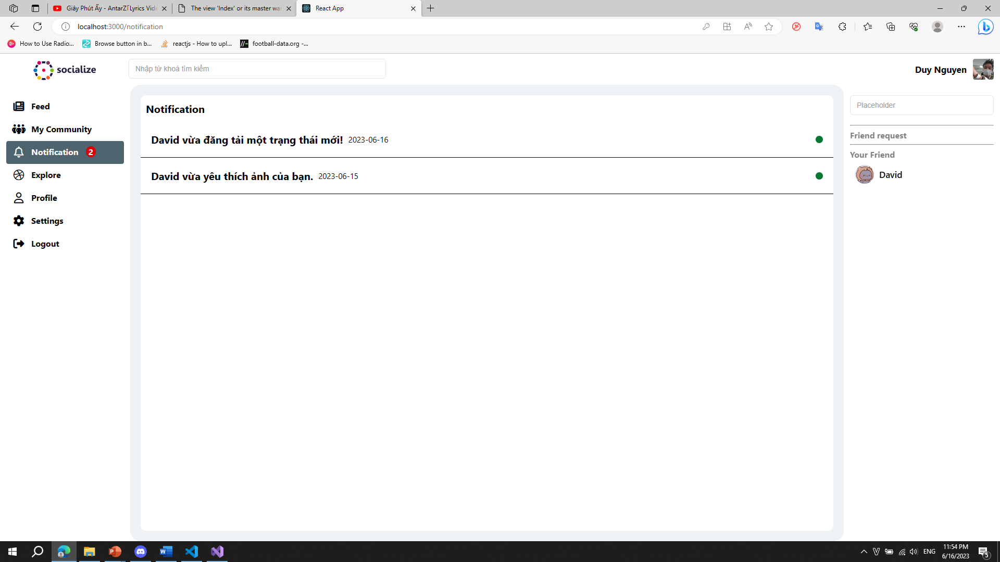 Giây Phút Ấy - AntarZ「Lyrics Vide
The view 'Index' or its master was
React App
localhost:3000/notification
How to Use Radio...
Browse button in b...
reactjs - How to upl...
football-data.org -...
socialize
Nhập từ khoá tìm kiếm
Duy Nguyen
Feed
My Community
Notification 2
Explore
Profile
Settings
Logout
Notification
David vừa đăng tải một trạng thái mới! 2023-06-16
David vừa yêu thích ảnh của bạn. 2023-06-15
Placeholder
Friend request
Your Friend
David
ENG
11:54 PM
6/16/2023
5